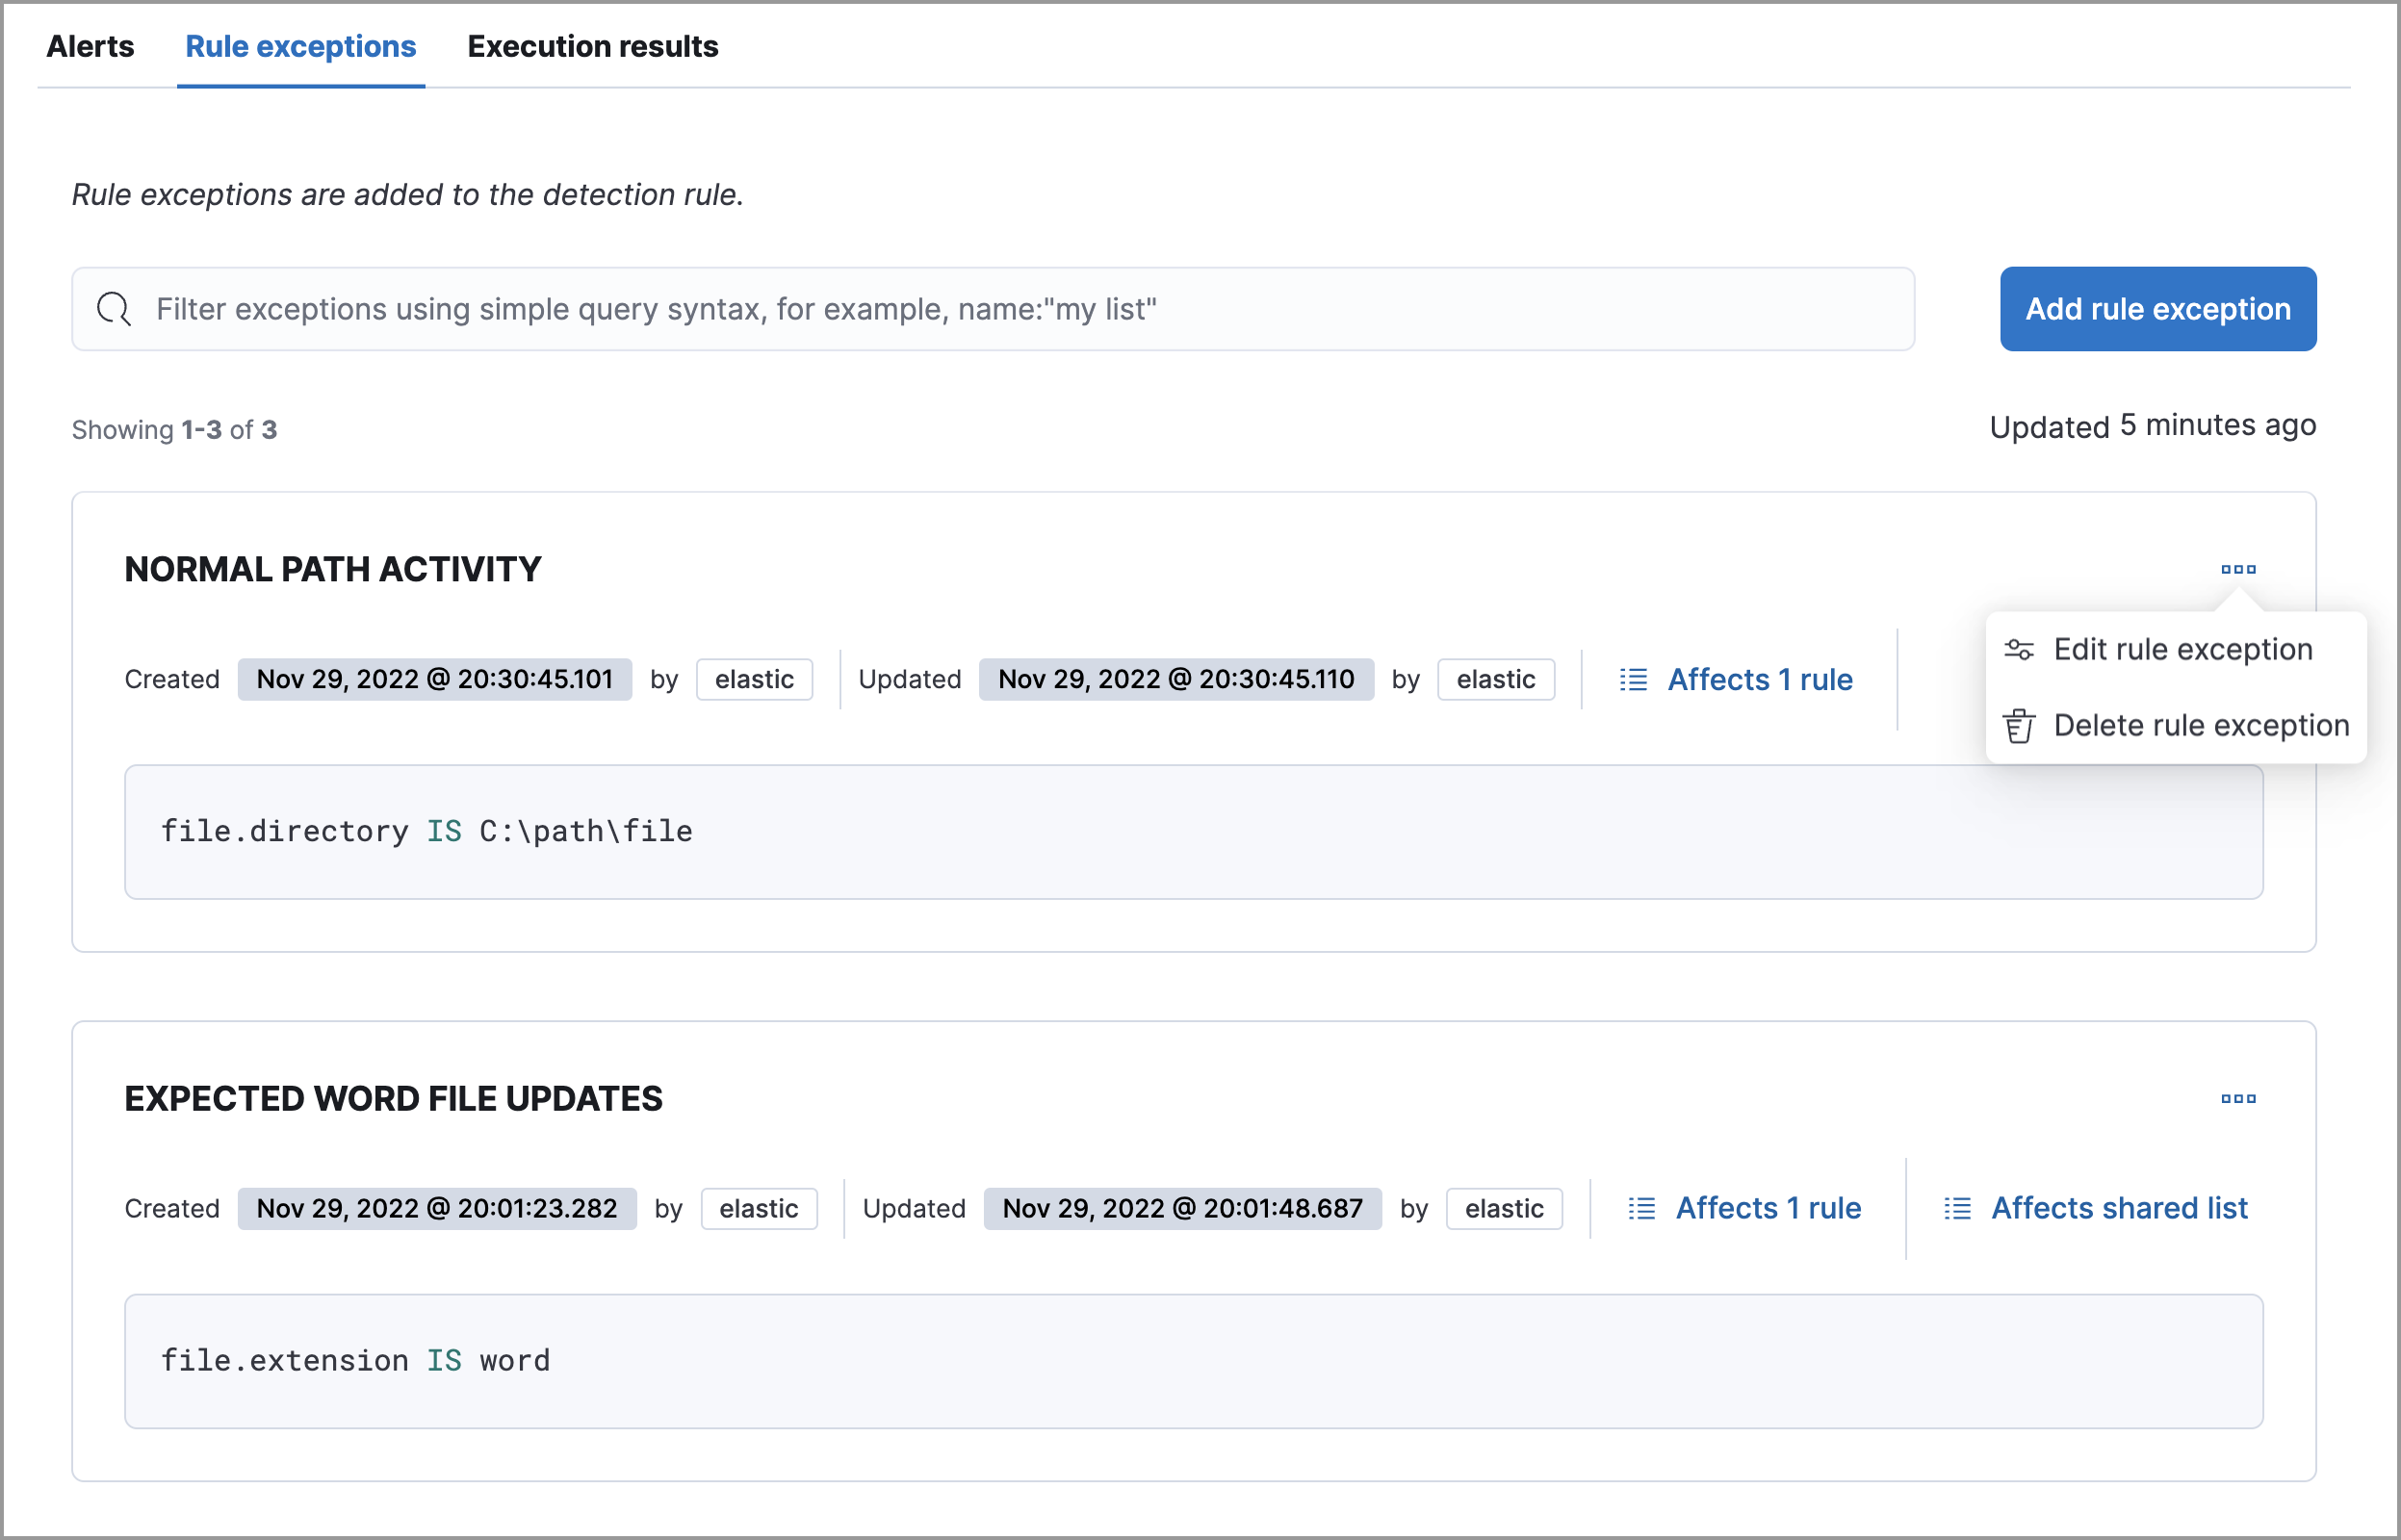 Alerts Rule exceptions Execution results
Rule exceptions are added to the detection rule.
Filter exceptions using simple query syntax, for example, name:"my list"
Add rule exception
Showing 1-3 of 3
Updated 5 minutes ago
NORMAL PATH ACTIVITY
Edit rule exception
Delete rule exception
Created Nov 29, 2022 @ 20:30:45.101 by elastic Updated Nov 29, 2022 @ 20:30:45.110 by elastic Affects 1 rule
file.directory IS C:\path\file
EXPECTED WORD FILE UPDATES
Created Nov 29, 2022 @ 20:01:23.282 by elastic Updated Nov 29, 2022 @ 20:01:48.687 by elastic Affects 1 rule Affects shared list
file.extension IS word